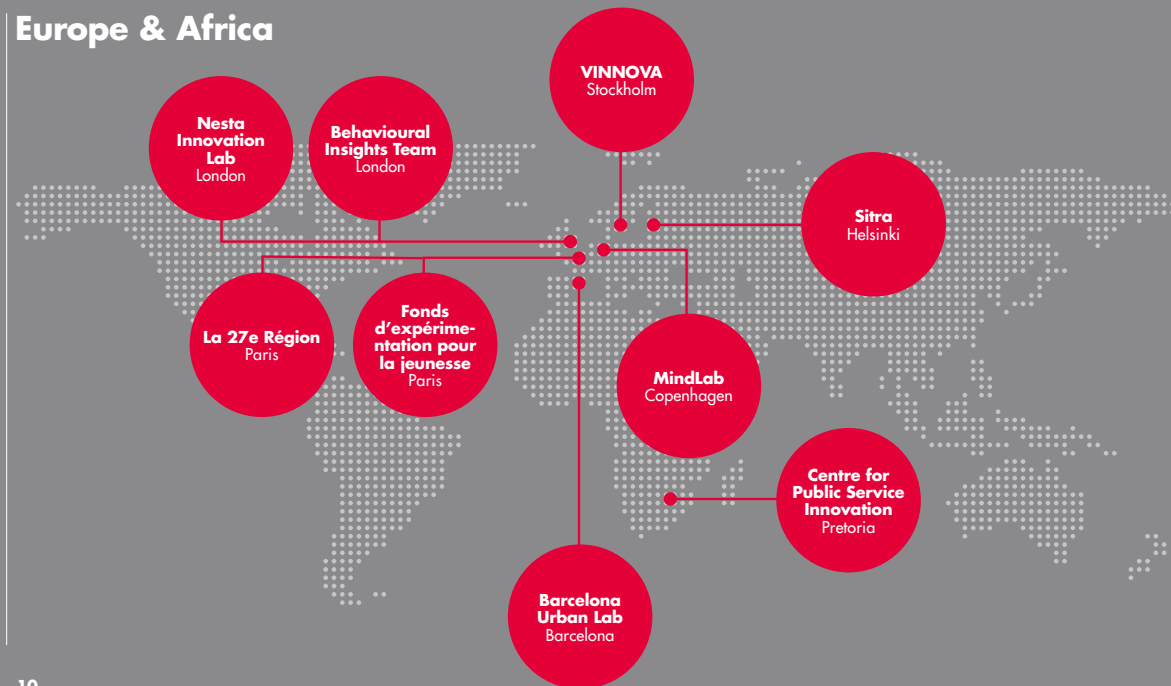 Europe & Africa
VINNOVA
Stockholm
Nesta
Innovation
Lab
London
Behavioural
Insights Team
London
Sitra
Helsinki
La 27e Région
Paris
Fonds
d'expérime-
ntation pour
la jeunesse
Paris
MindLab
Copenhagen
Centre for
Public Service
Innovation
Pretoria
Barcelona
Urban Lab
Barcelona
10